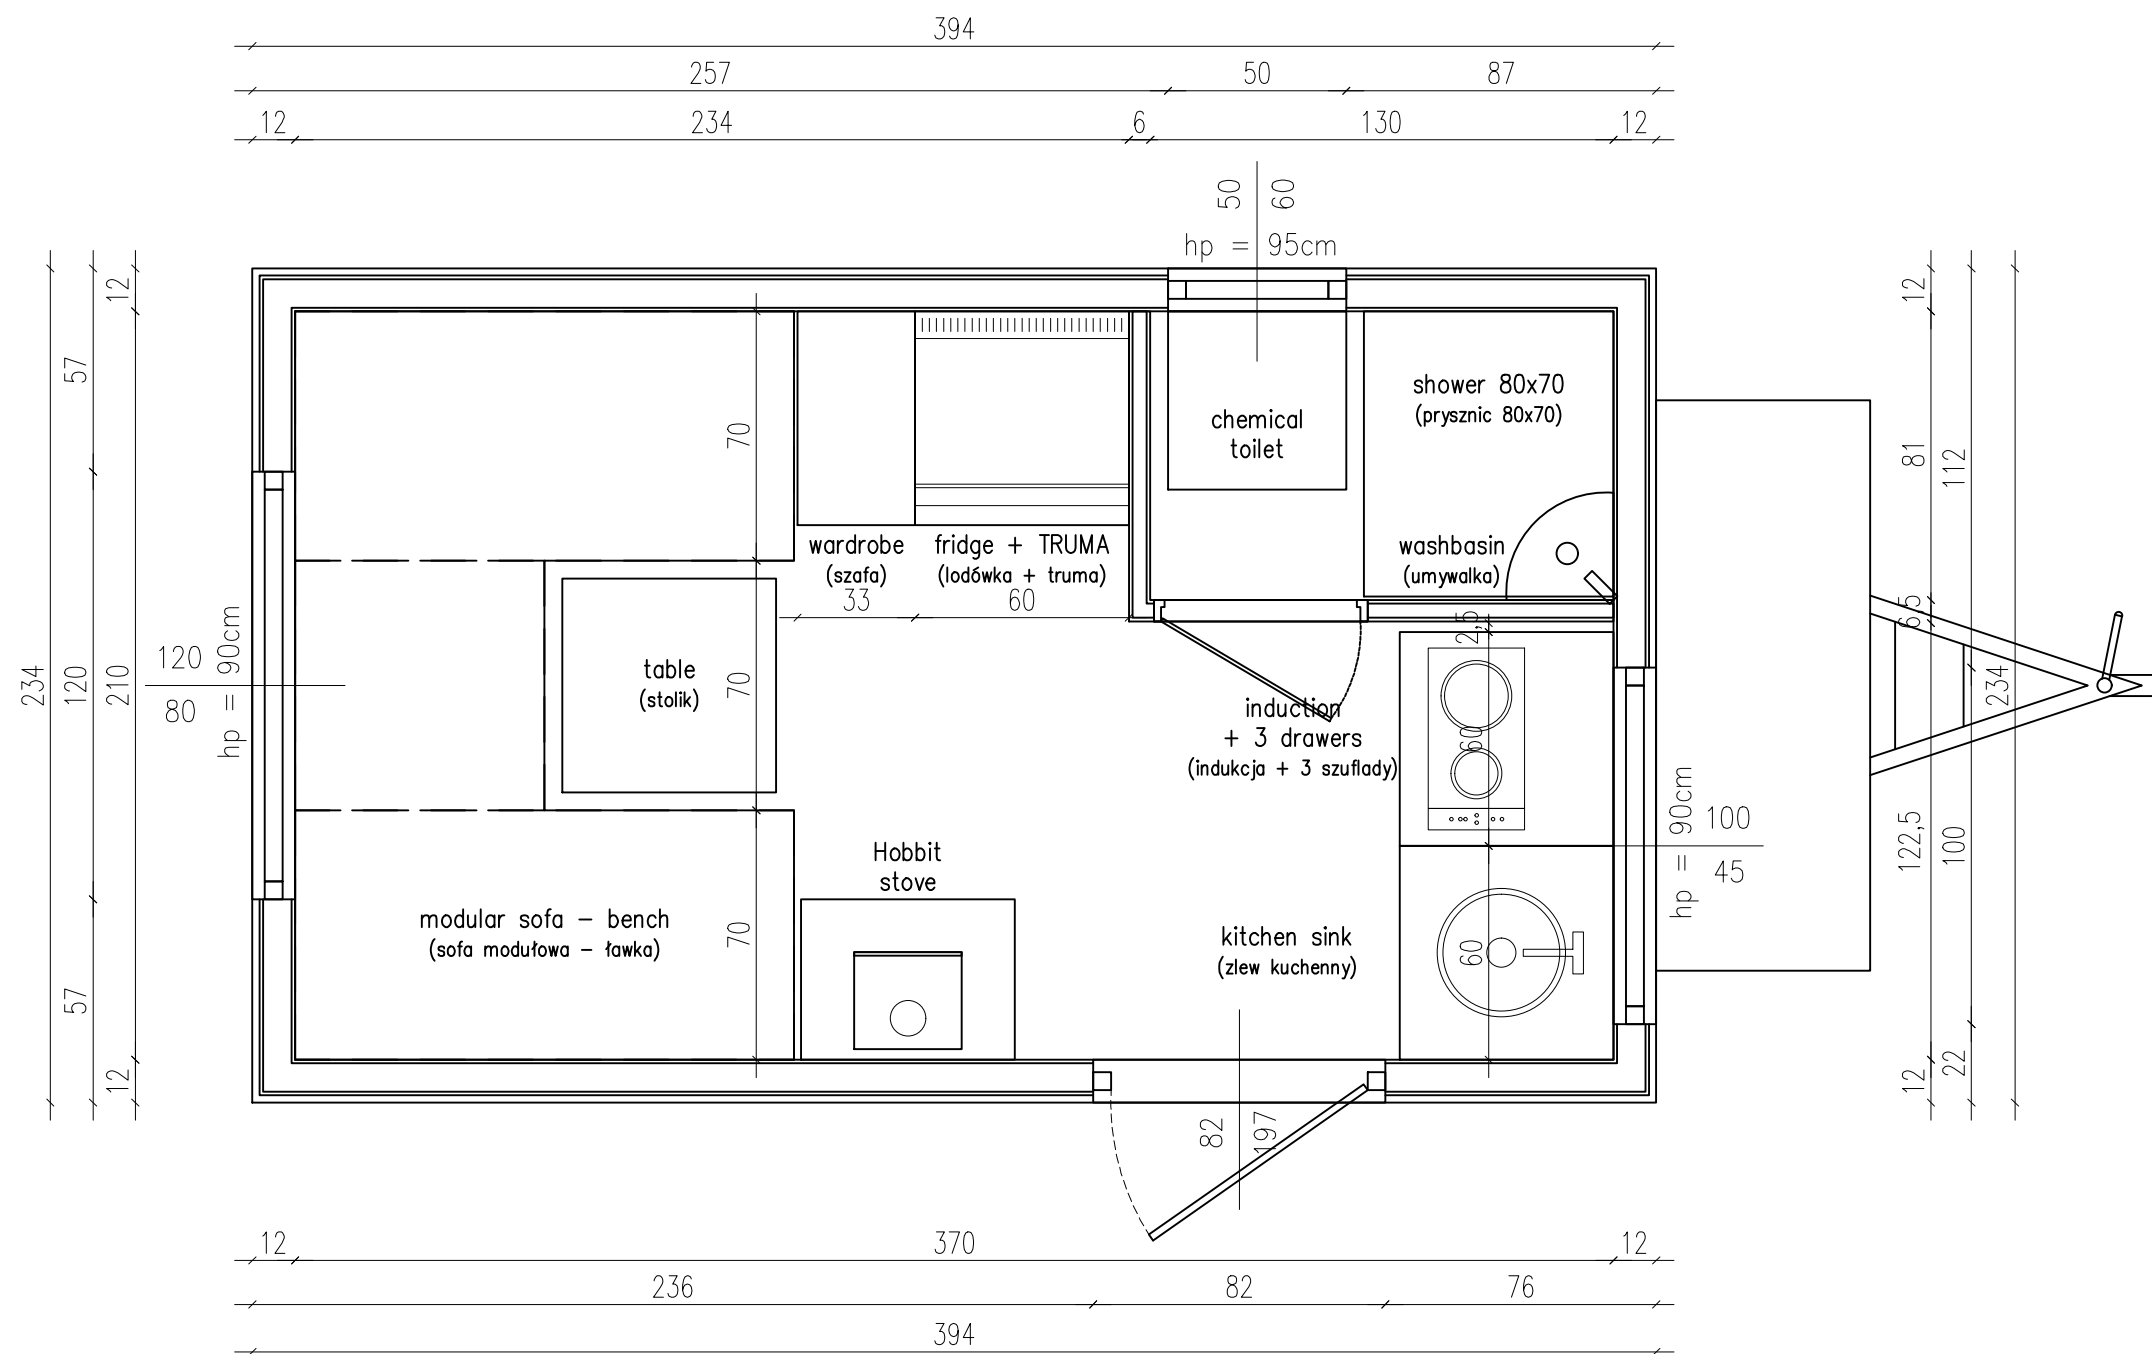 394
257 50 87
12 234 6 130 12
50 60
hp = 95cm
12
57
234
120
210
57
12
120
80
hp = 90cm
70
70
70
shower 80x70
(prysznic 80x70)
chemical
toilet
wardrobe
(szafa)
33
fridge + TRUMA
(lodówka + truma)
60
washbasin
(umywalka)
table
(stolik)
2,5
induction
+ 3 drawers
(indukcja + 3 szuflady)
60
Hobbit
stove
modular sofa - bench
(sofa modułowa - ławka)
kitchen sink
(zlew kuchenny)
60
hp = 90cm
100
45
12
81
112
6,5
234
122,5
100
12
22
82
197
12 370 12
236 82 76
394